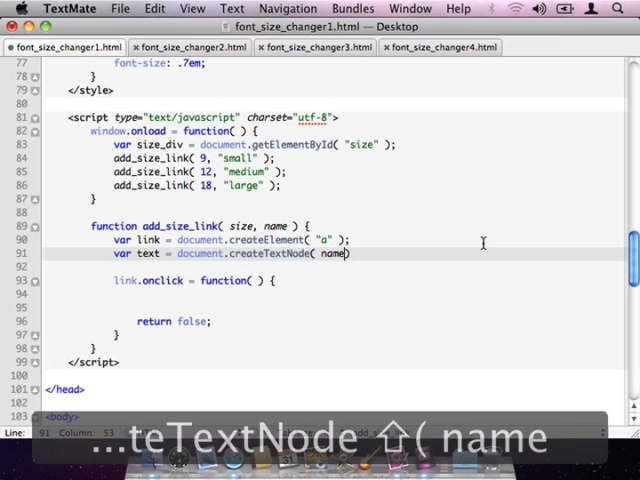 TextMate File Edit View Text Navigation Bundles Window Help
font_size_changer1.html — Desktop
font_size_changer1.html font_size_changer2.html font_size_changer3.html font_size_changer4.html
77 font-size: .7em;
78 }
79 </style>
80
81 <script type="text/javascript" charset="utf-8">
82 window.onload = function( ) {
83 var size_div = document.getElementById( "size" );
84 add_size_link( 9, "small" );
85 add_size_link( 12, "medium" );
86 add_size_link( 18, "large" );
87 }
88
89 function add_size_link( size, name ) {
90 var link = document.createElement( "a" );
91 var text = document.createTextNode( name)
92
93 link.onclick = function( ) {
94
95
96 return false;
97 }
98 }
99 </script>
100
101 </head>
102
103 <body>
Line: 91 Column: 53 add_size_link
...teTextNode ⇧( name